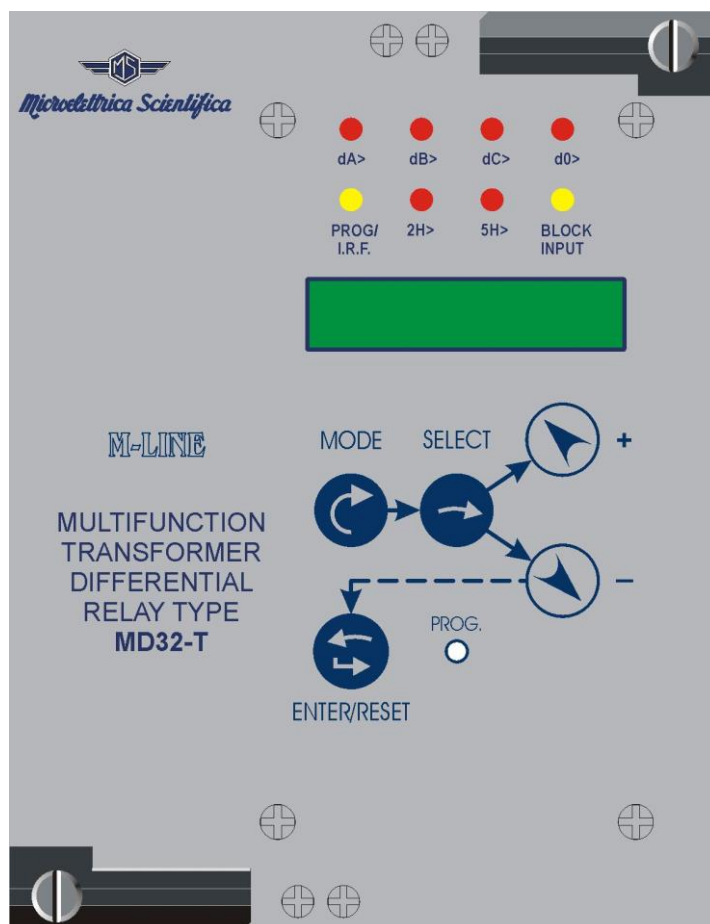 MS
Microelettrica Scientifica
dA> dB> dC> d0>
PROG/ 2H> 5H> BLOCK
I.R.F. INPUT
M-LINE
MODE SELECT
+
MULTIFUNCTION
TRANSFORMER
DIFFERENTIAL
RELAY TYPE
MD32-T
–
PROG.
ENTER/RESET